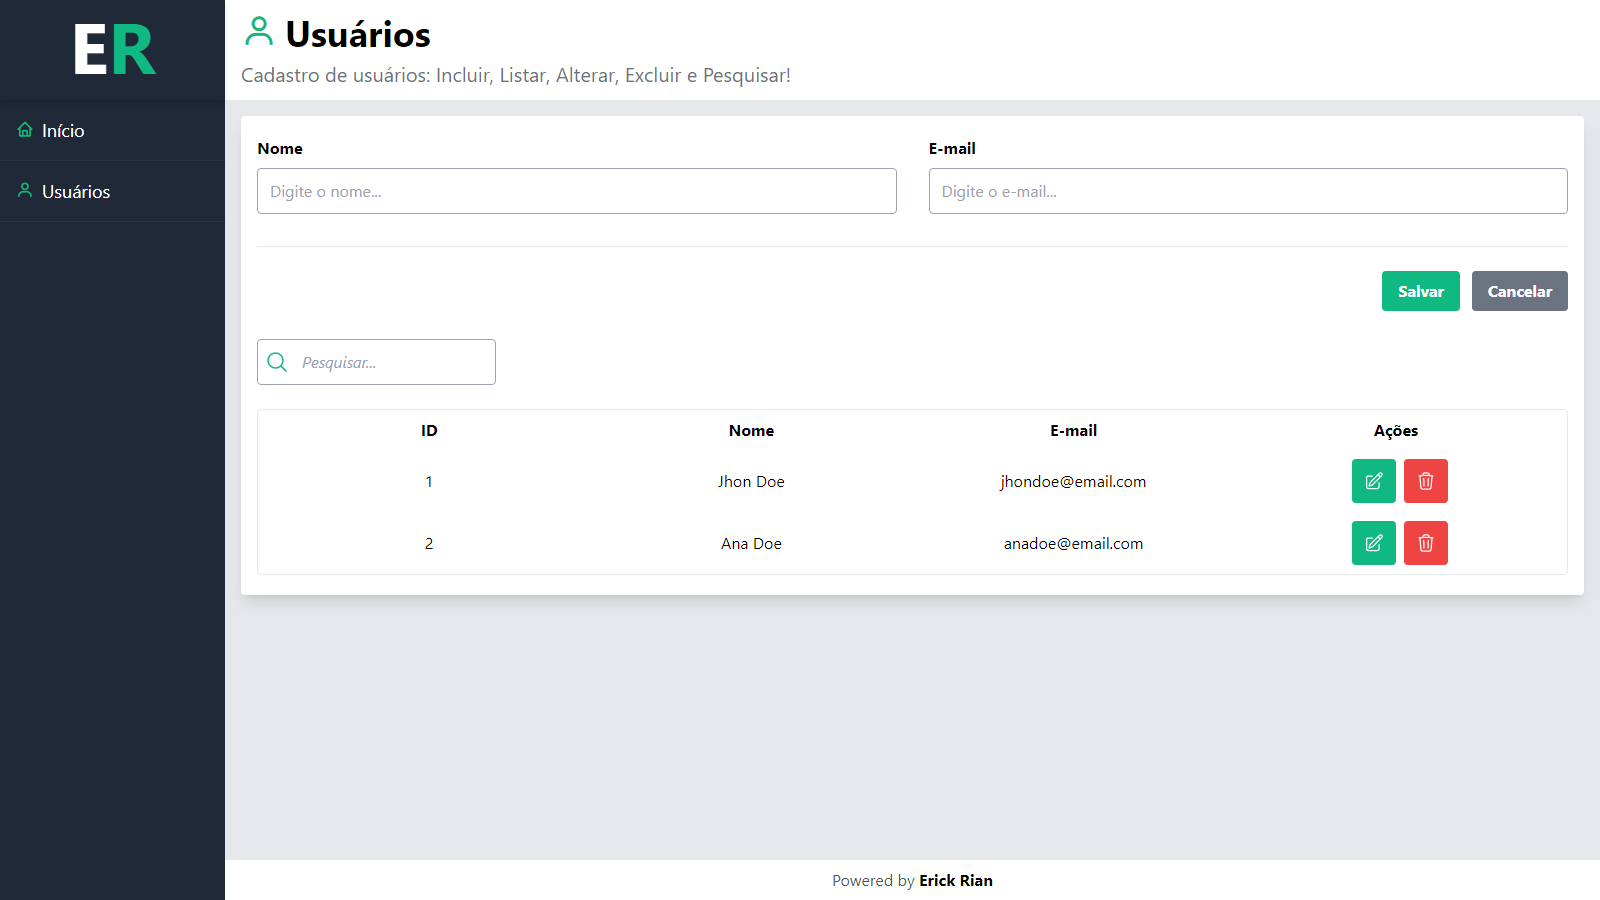 ER
Início
Usuários
Usuários
Cadastro de usuários: Incluir, Listar, Alterar, Excluir e Pesquisar!
Nome E-mail
Digite o nome... Digite o e-mail...
Salvar Cancelar
Pesquisar...
ID Nome E-mail Ações
1 Jhon Doe jhondoe@email.com
2 Ana Doe anadoe@email.com
Powered by Erick Rian